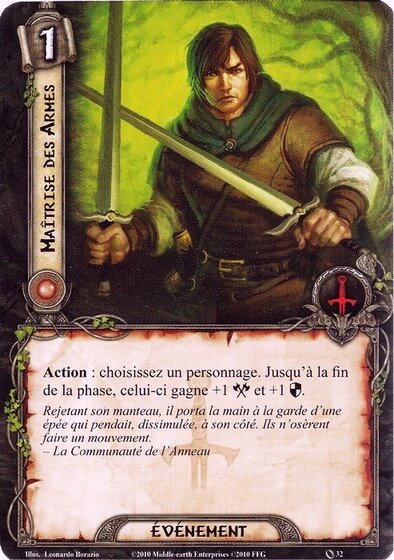 1
MAÎTRISE DES ARMES
Action : choisissez un personnage. Jusqu'à la fin
de la phase, celui-ci gagne +1 et +1 .
Rejetant son manteau, il porta la main à la garde d'une
épée qui pendait, dissimulée, à son côté. Ils n'osèrent
faire un mouvement.
– La Communauté de l'Anneau
ÉVÉNEMENT
Illus. Leonardo Borazio ©2010 Middle-earth Enterprises ©2010 FFG 32